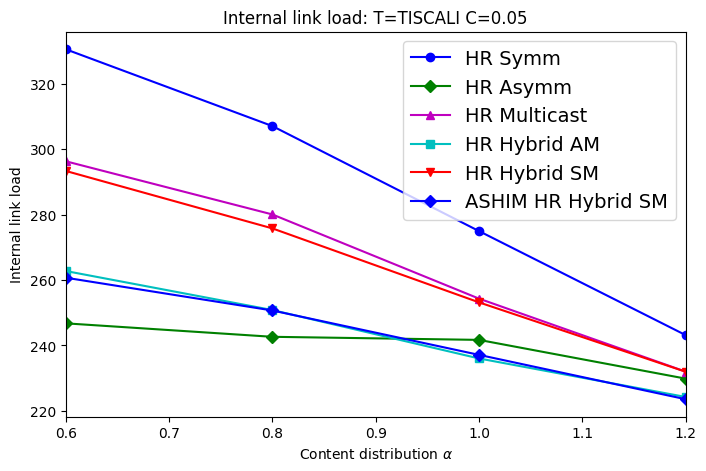 Internal link load: T=TISCALI C=0.05
HR Symm
HR Asymm
HR Multicast
HR Hybrid AM
HR Hybrid SM
ASHIM HR Hybrid SM
Internal link load
320
300
280
260
240
220
0.6 0.7 0.8 0.9 1.0 1.1 1.2
Content distribution α